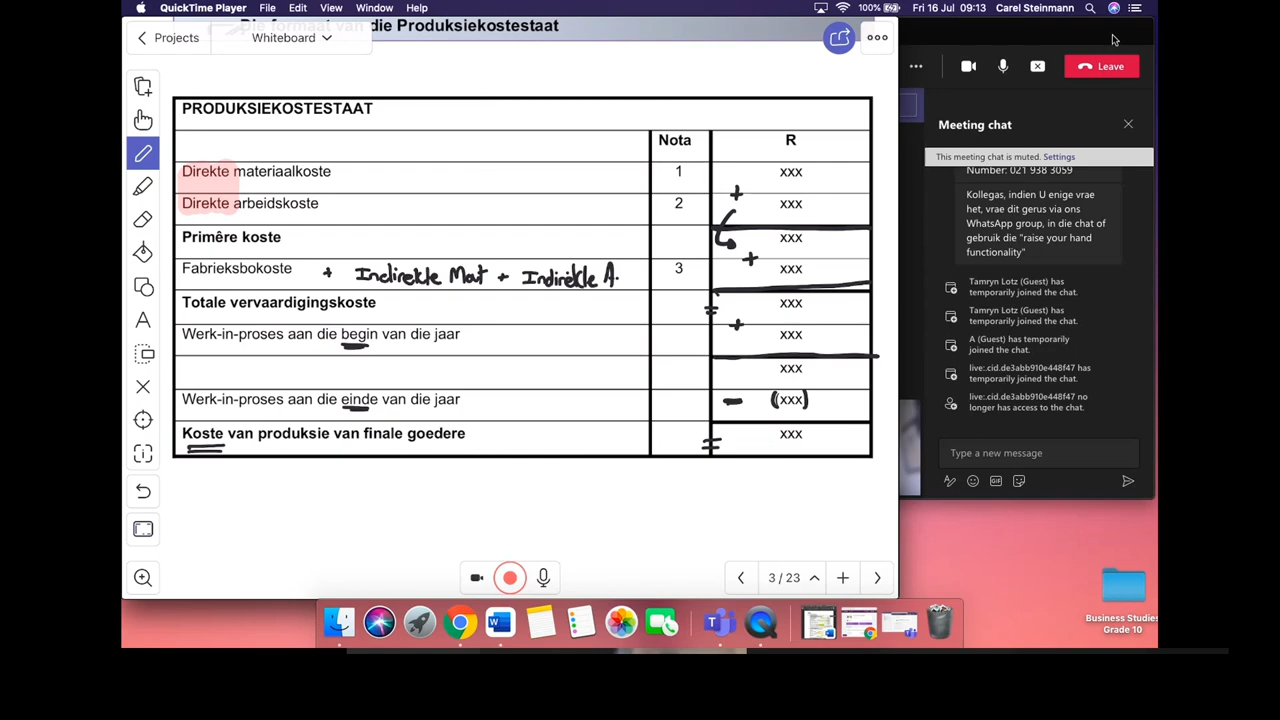 QuickTime Player File Edit View Window Help 100% Fri 16 Jul 09:13 Carel Steinmann
Die formaat van die Produksiekostestaat
Projects Whiteboard
Leave
Meeting chat
This meeting chat is muted. Settings
Number: 021 938 3059
Kollegas, indien U enige vrae
het, vrae dit gerus via ons
WhatsApp group, in die chat of
gebruik die "raise your hand
functionality"
Tamryn Lotz (Guest) has
temporarily joined the chat.
Tamryn Lotz (Guest) has
temporarily joined the chat.
A (Guest) has temporarily
joined the chat.
live:.cid.de3abb910e448f47 has
temporarily joined the chat.
live:.cid.de3abb910e448f47 no
longer has access to the chat.
Type a new message
GIF
PRODUKSIEKOSTESTAAT
Nota R
Direkte materiaalkoste 1 xxx
+
Direkte arbeidskoste 2 xxx
Primêre koste xxx
+
Fabrieksbokoste + Indirekte Mat + Indirekte A. 3 xxx
Totale vervaardigingskoste = xxx
+
Werk-in-proses aan die begin van die jaar xxx
xxx
Werk-in-proses aan die einde van die jaar - (xxx)
Koste van produksie van finale goedere = xxx
3 / 23
Business Studies
Grade 10